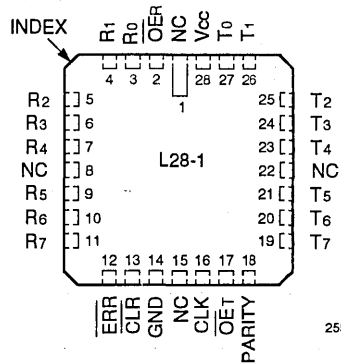 INDEX
R1 R0 OER NC Vcc T0 T1
4 3 2 28 27 26
1
R2 5 25 T2
R3 6 24 T3
R4 7 23 T4
NC 8 L28-1 22 NC
R5 9 21 T5
R6 10 20 T6
R7 11 19 T7
12 13 14 15 16 17 18
ERR CLR GND NC CLK OET PARITY